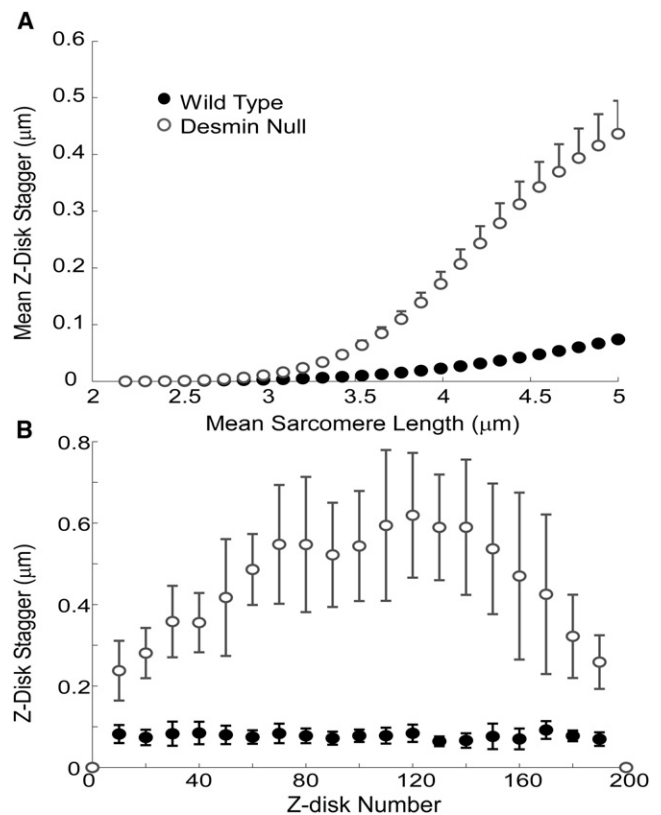 A
0.6
0.5
0.4
0.3
0.2
0.1
0
Mean Z-Disk Stagger (μm)
Wild Type
Desmin Null
2 2.5 3 3.5 4 4.5 5
Mean Sarcomere Length (μm)
B
0.8
0.6
0.4
0.2
0
Z-Disk Stagger (μm)
0 40 80 120 160 200
Z-disk Number